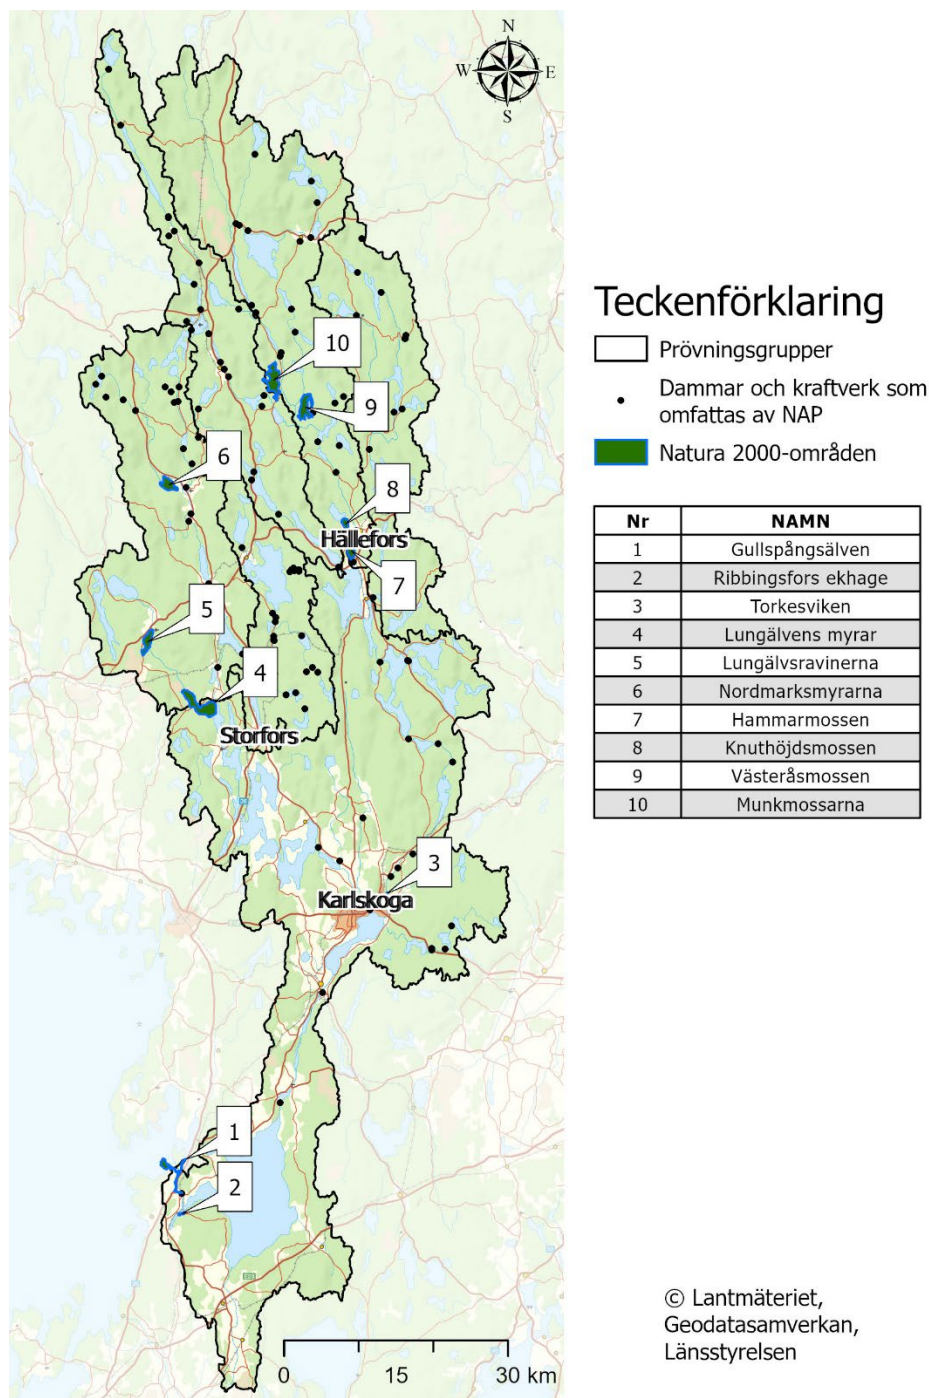 N
W E
S
10
9
6
8
Hällefors
7
5
4
Storfors
3
Karlskoga
1
2
0 15 30 km
Teckenförklaring
Prövningsgrupper
Dammar och kraftverk som
omfattas av NAP
Natura 2000-områden
Nr NAMN
1 Gullspångsälven
2 Ribbingsfors ekhage
3 Torkesviken
4 Lungälvens myrar
5 Lungälvsravinerna
6 Nordmarksmyrarna
7 Hammarmossen
8 Knuthöjdsmossen
9 Västeråsmossen
10 Munkmossarna
© Lantmäteriet,
Geodatasamverkan,
Länsstyrelsen